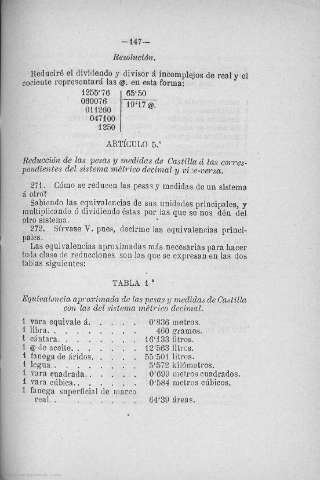 —147—
Resolución.
Reduciré el dividendo y divisor á incomplejos de real y el
cociente representará las @. en esta forma:
1255'76 | 65'50
060076 | 19'17 @.
011260
047100
1250
ARTÍCULO 5.°
Reducción de las pesas y medidas de Castilla á las corres-
pondientes del sistema métrico decimal y vi e-versa.
271. Cómo se reducen las pesas y medidas de un sistema
á otro?
Sabiendo las equivalencias de sus unidades principales, y
multiplicando ó dividiendo éstas por las que se nos dén del
otro sistema.
272. Sírvase V. pues, decirme las equivalencias princi-
pales.
Las equivalencias aproximadas más necesarias para hacer
toda clase de reducciones son las que se expresan en las dos
tablas siguientes:
TABLA 1.ª
Equivalencia aproximada de las pesas y medidas de Castilla
con las del sistema métrico decimal.
1 vara equivale á. . . . . . 0'836 metros.
1 libra. . . . . . . . 460 gramos.
1 cántara. . . . . . . 16'133 litros.
1 @ de aceite. . . . . . 12'563 litros.
1 fanega de áridos. . . . . 55'501 litros.
1 legua. . . . . . . . 5'572 kilómetros.
1 vara cuadrada. . . . . . 0'699 metros cuadrados.
1 vara cúbica. . . . . . . 0'584 metros cúbicos.
1 fanega superficial de marco
real. . . . . . . . 64'39 áreas.